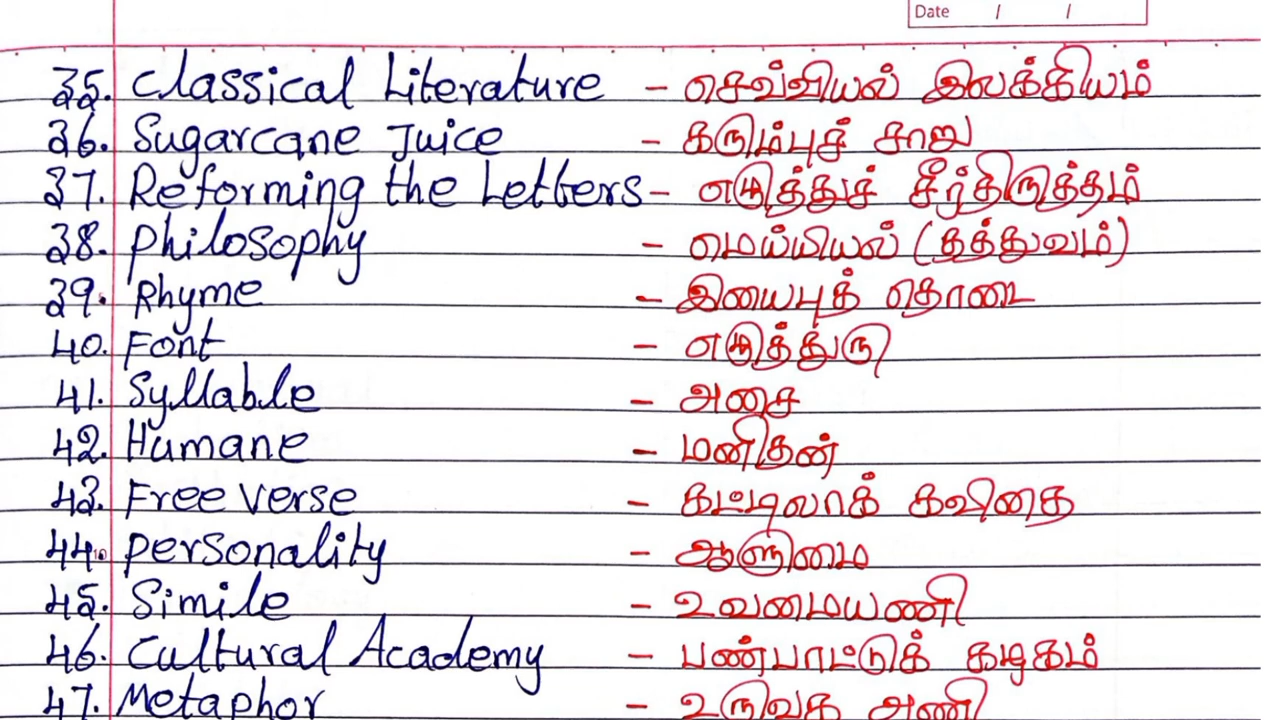 Date / /
35. Classical Literature - செவ்வியல் இலக்கியம்
36. Sugarcane Juice - கரும்புச் சாறு
37. Reforming the Letters - எழுத்துச் சீர்திருத்தம்
38. Philosophy - மெய்யியல் (தத்துவம்)
39. Rhyme - இயைபுத் தொடை
40. Font - எழுத்துரு
41. Syllable - அசை
42. Humane - மனிதன்
43. Free verse - கட்டிலாக் கவிதை
44. Personality - ஆளுமை
45. Simile - உவமையணி
46. Cultural Academy - பண்பாட்டுக் கழகம்
47. Metaphor - உருவக அணி